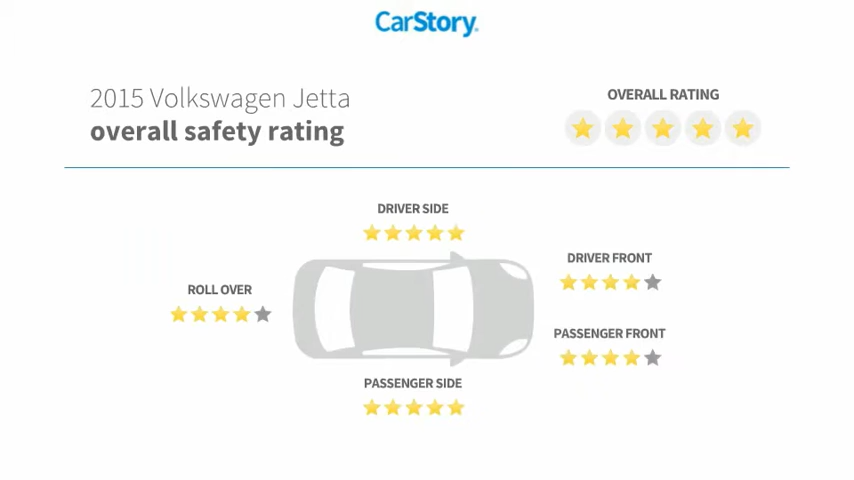 CarStory.
2015 Volkswagen Jetta
overall safety rating
OVERALL RATING
DRIVER SIDE
DRIVER FRONT
ROLL OVER
PASSENGER FRONT
PASSENGER SIDE